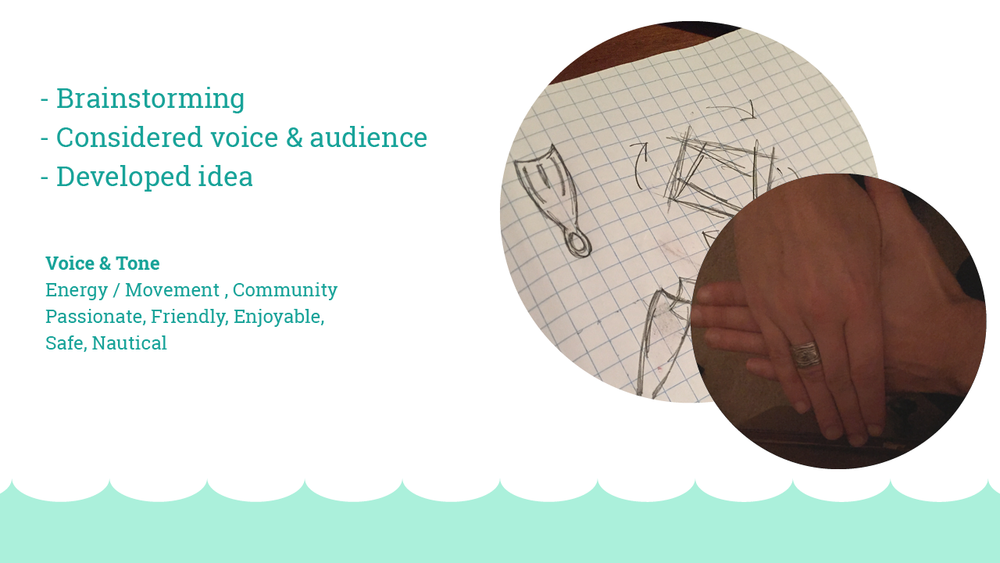 - Brainstorming
- Considered voice & audience
- Developed idea
Voice & Tone
Energy / Movement , Community
Passionate, Friendly, Enjoyable,
Safe, Nautical